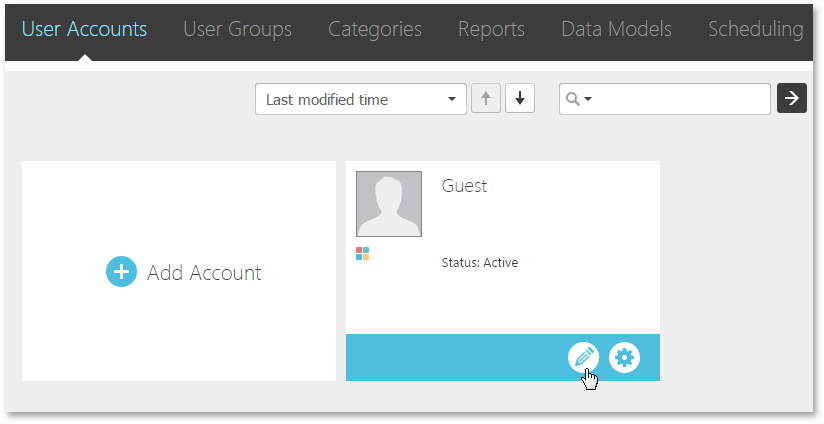 User Accounts User Groups Categories Reports Data Models Scheduling
Last modified time
Guest
Add Account
Status: Active